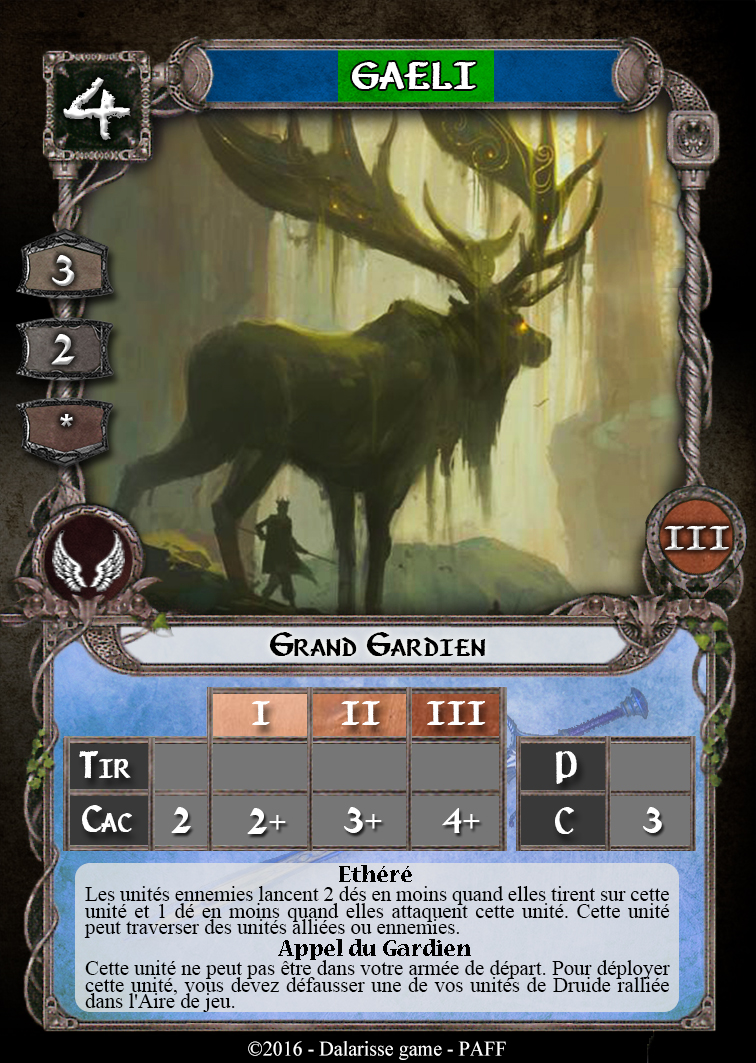 GAELI
4
3
2
*
III
GRAND GARDIEN
I II III
TIR P
CAC 2 2+ 3+ 4+ C 3
Ethéré
Les unités ennemies lancent 2 dés en moins quand elles tirent sur cette
unité et 1 dé en moins quand elles attaquent cette unité. Cette unité
peut traverser des unités alliées ou ennemies.
Appel du Gardien
Cette unité ne peut pas être dans votre armée de départ. Pour déployer
cette unité, vous devez défausser une de vos unités de Druide ralliée
dans l'Aire de jeu.
©2016 - Dalarisse game - PAFF